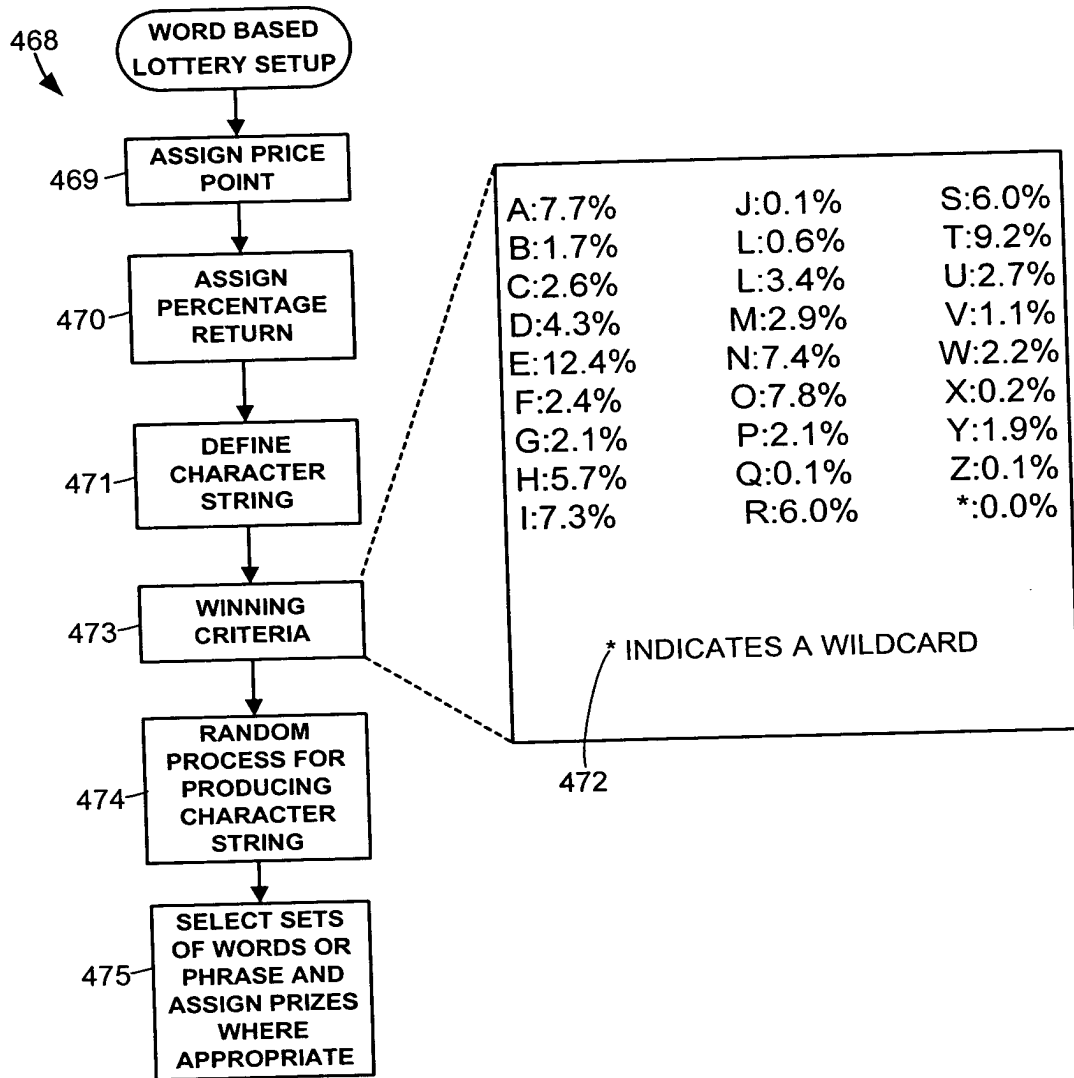 468
WORD BASED
LOTTERY SETUP
469
ASSIGN PRICE
POINT
470
ASSIGN
PERCENTAGE
RETURN
471
DEFINE
CHARACTER
STRING
473
WINNING
CRITERIA
474
RANDOM
PROCESS FOR
PRODUCING
CHARACTER
STRING
475
SELECT SETS
OF WORDS OR
PHRASE AND
ASSIGN PRIZES
WHERE
APPROPRIATE
A:7.7%
B:1.7%
C:2.6%
D:4.3%
E:12.4%
F:2.4%
G:2.1%
H:5.7%
I:7.3%
J:0.1%
L:0.6%
L:3.4%
M:2.9%
N:7.4%
O:7.8%
P:2.1%
Q:0.1%
R:6.0%
S:6.0%
T:9.2%
U:2.7%
V:1.1%
W:2.2%
X:0.2%
Y:1.9%
Z:0.1%
*:0.0%
* INDICATES A WILDCARD
472